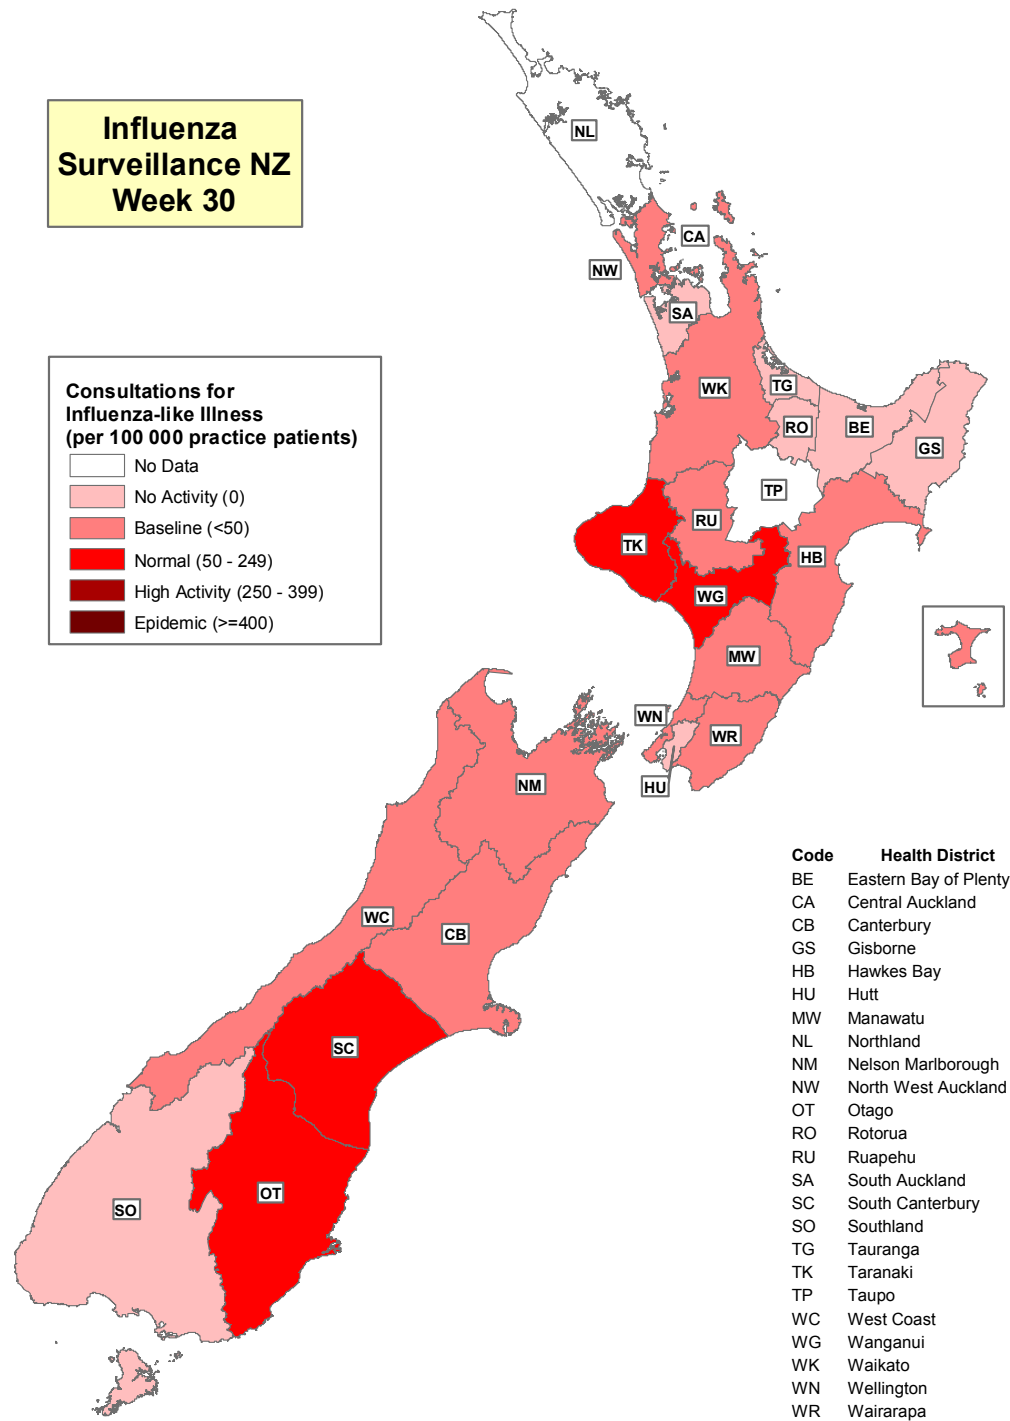 Influenza
Surveillance NZ
Week 30
NL
CA
NW
SA
WK
TG
RO
BE
GS
TP
RU
TK
HB
WG
MW
WN
WR
HU
NM
WC
CB
SC
OT
SO
Consultations for
Influenza-like Illness
(per 100 000 practice patients)
No Data
No Activity (0)
Baseline (<50)
Normal (50 - 249)
High Activity (250 - 399)
Epidemic (>=400)
Code Health District
BE Eastern Bay of Plenty
CA Central Auckland
CB Canterbury
GS Gisborne
HB Hawkes Bay
HU Hutt
MW Manawatu
NL Northland
NM Nelson Marlborough
NW North West Auckland
OT Otago
RO Rotorua
RU Ruapehu
SA South Auckland
SC South Canterbury
SO Southland
TG Tauranga
TK Taranaki
TP Taupo
WC West Coast
WG Wanganui
WK Waikato
WN Wellington
WR Wairarapa